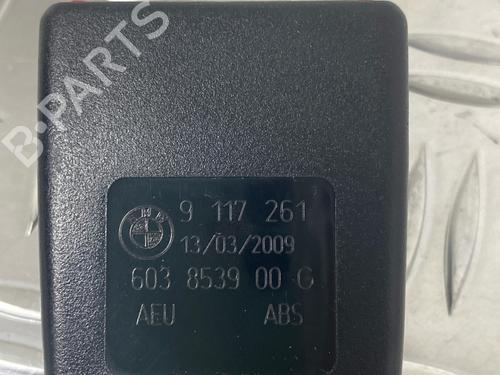 B-PARTS
BMW
9 117 261
13/03/2009
603 8539 00 G
AEU ABS